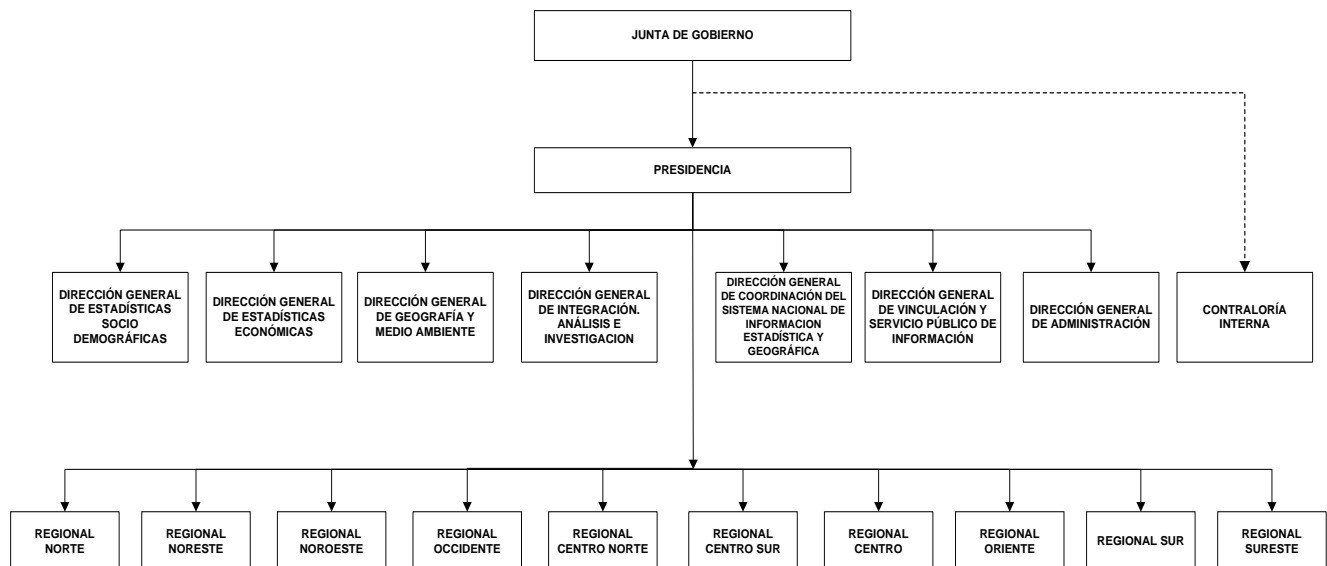 JUNTA DE GOBIERNO
PRESIDENCIA
DIRECCIÓN GENERAL
DE ESTADÍSTICAS
SOCIO
DEMOGRÁFICAS
DIRECCIÓN GENERAL
DE ESTADÍSTICAS
ECONÓMICAS
DIRECCIÓN GENERAL
DE GEOGRAFÍA Y
MEDIO AMBIENTE
DIRECCIÓN GENERAL
DE INTEGRACIÓN.
ANÁLISIS E
INVESTIGACION
DIRECCIÓN GENERAL
DE COORDINACIÓN DEL
SISTEMA NACIONAL DE
INFORMACION
ESTADÍSTICA Y
GEOGRÁFICA
DIRECCIÓN GENERAL
DE VINCULACIÓN Y
SERVICIO PÚBLICO DE
INFORMACIÓN
DIRECCIÓN GENERAL
DE ADMINISTRACIÓN
CONTRALORÍA
INTERNA
REGIONAL
NORTE
REGIONAL
NORESTE
REGIONAL
NOROESTE
REGIONAL
OCCIDENTE
REGIONAL
CENTRO NORTE
REGIONAL
CENTRO SUR
REGIONAL
CENTRO
REGIONAL
ORIENTE
REGIONAL SUR
REGIONAL
SURESTE